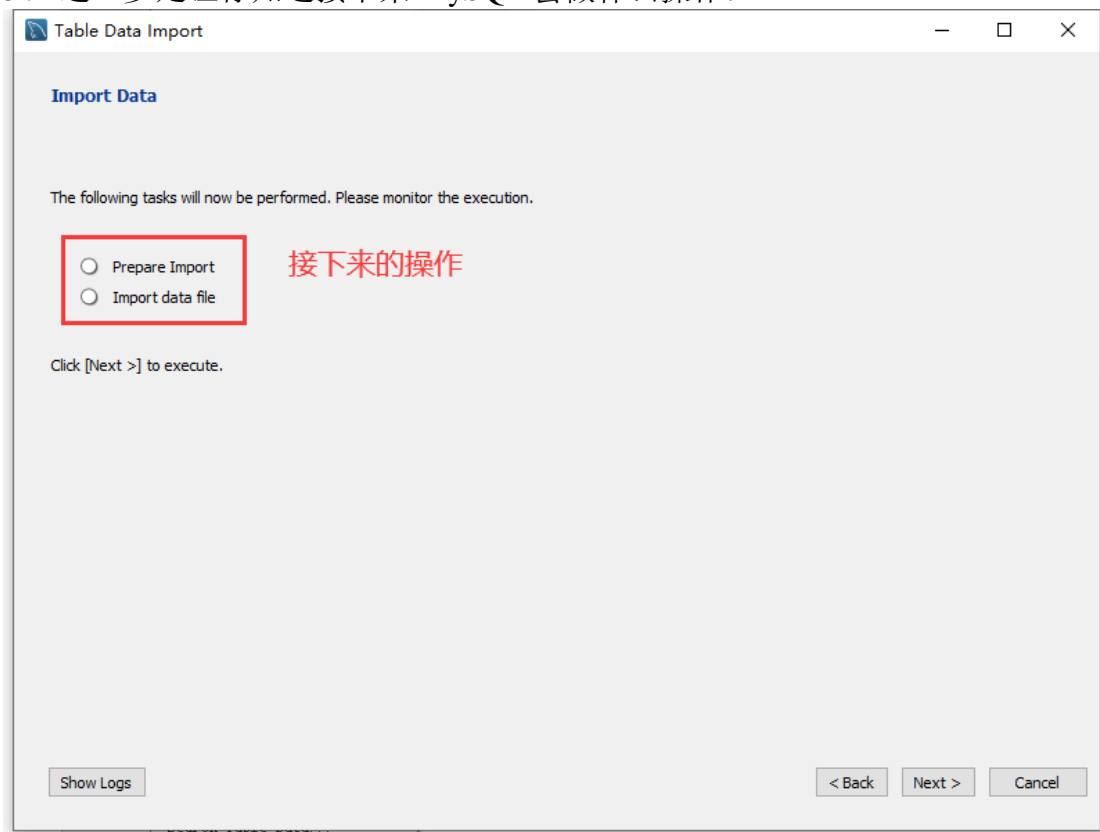 Table Data Import
Import Data
The following tasks will now be performed. Please monitor the execution.
Prepare Import
接下来的操作
Import data file
Click [Next >] to execute.
Show Logs
< Back
Next >
Cancel